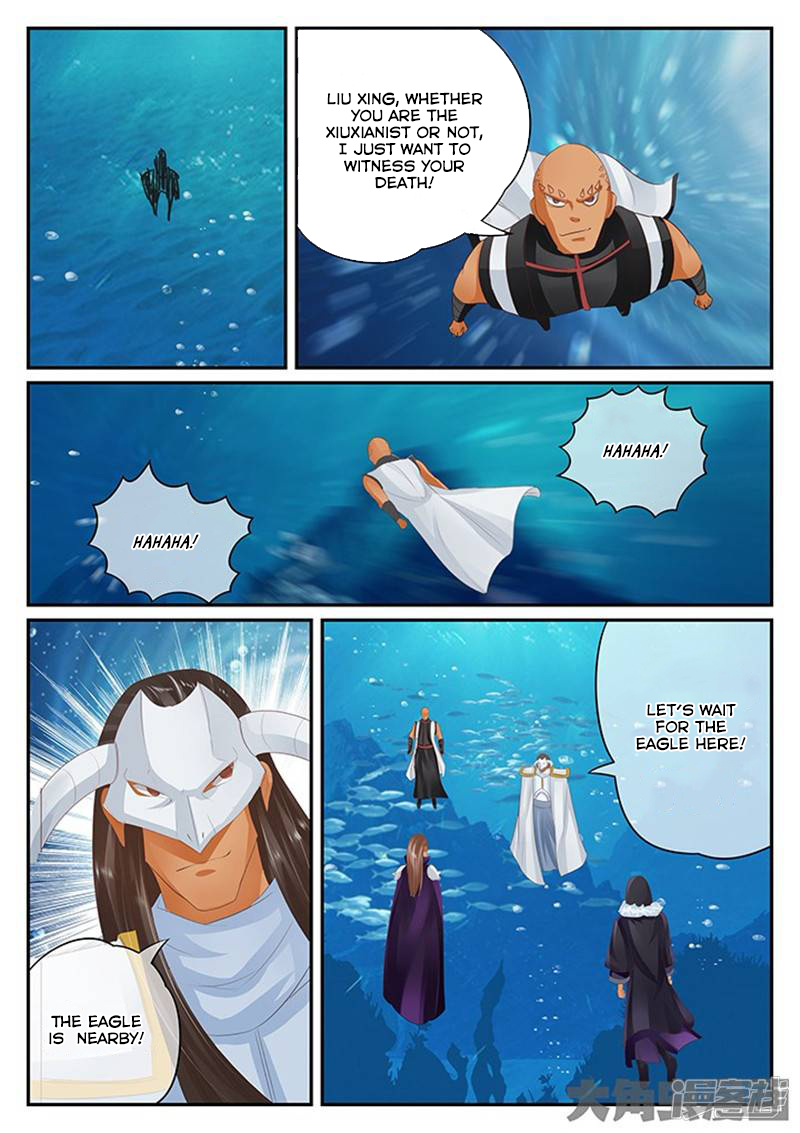 LIU XING, WHETHER
YOU ARE THE
XIUXIANIST OR NOT,
I JUST WANT TO
WITNESS YOUR
DEATH!
HAHAHA!
HAHAHA!
THE EAGLE
IS NEARBY!
LET'S WAIT
FOR THE
EAGLE HERE!
大角虫漫客栈